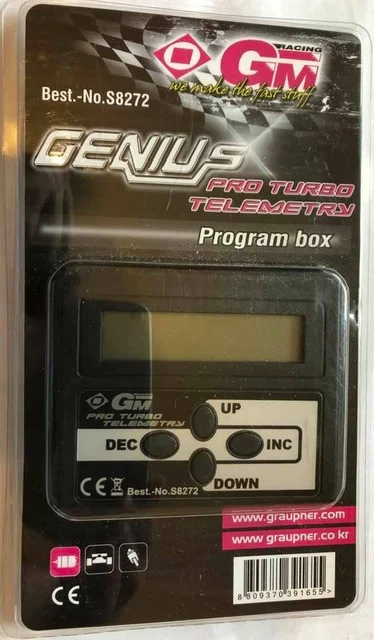 RACING
GM
we make the fast stuff
Best.-No.S8272
GENIUS
PRO TURBO
TELEMETRY
Program box
GM
PRO TURBO
TELEMETRY
UP
DEC
INC
DOWN
CE Best.-No.S8272
www.graupner.com
www.graupner.co.kr
CE
8 809370 391655 >